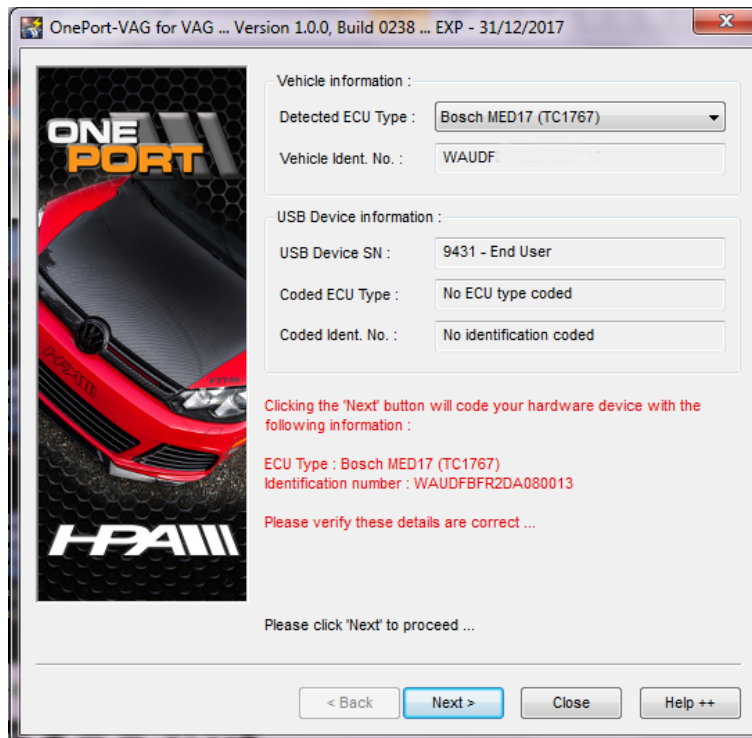 OnePort-VAG for VAG ... Version 1.0.0, Build 0238 ... EXP - 31/12/2017
ONE
PORT
HPA
Vehicle information :
Detected ECU Type : Bosch MED17 (TC1767)
Vehicle Ident. No. : WAUDF
USB Device information :
USB Device SN : 9431 - End User
Coded ECU Type : No ECU type coded
Coded Ident. No. : No identification coded
Clicking the 'Next' button will code your hardware device with the
following information :
ECU Type : Bosch MED17 (TC1767)
Identification number : WAUDFBFR2DA080013
Please verify these details are correct ...
Please click 'Next' to proceed ...
< Back
Next >
Close
Help ++